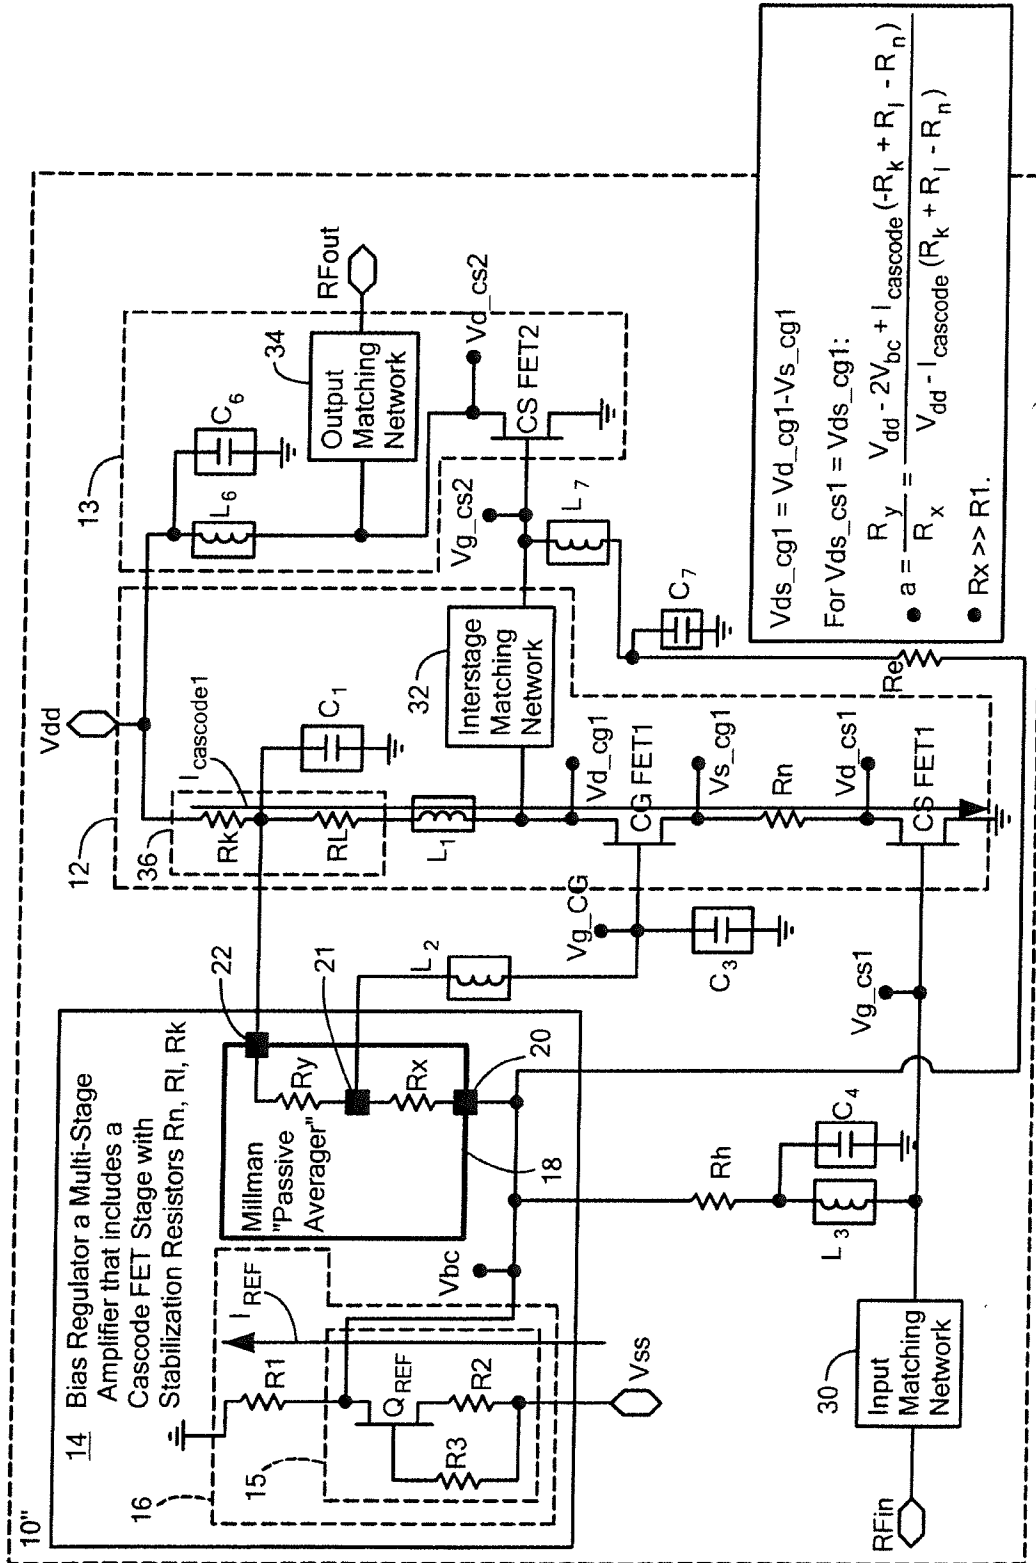 10"
14 Bias Regulator a Multi-Stage
Amplifier that includes a
Cascode FET Stage with
Stabilization Resistors Rn, Rl, Rk
16
15
R1
I REF
Q REF
R2
R3
Vss
Vbc
Millman
"Passive
Averager"
Ry
Rx
18
20
21
22
L2
Vg_CG
C3
Rh
C4
L3
Vg_cs1
30
Input
Matching
Network
RFin
Vdd
12
36
Rk
RL
I cascode1
C1
L1
32
Interstage
Matching
Network
Vd_cg1
CG FET1
Vs_cg1
Rn
Vd_cs1
CS FET1
13
C6
L6
34
Output
Matching
Network
RFout
Vd_cs2
CS FET2
Vg_cs2
L7
C7
Re
Vds_cg1 = Vd_cg1-Vs_cg1
For Vds_cs1 = Vds_cg1:
• a = Ry / Rx = Vdd - 2Vbc + Icascode (-Rk + Rl - Rn) / Vdd - Icascode (Rk + Rl - Rn)
• Rx >> R1.